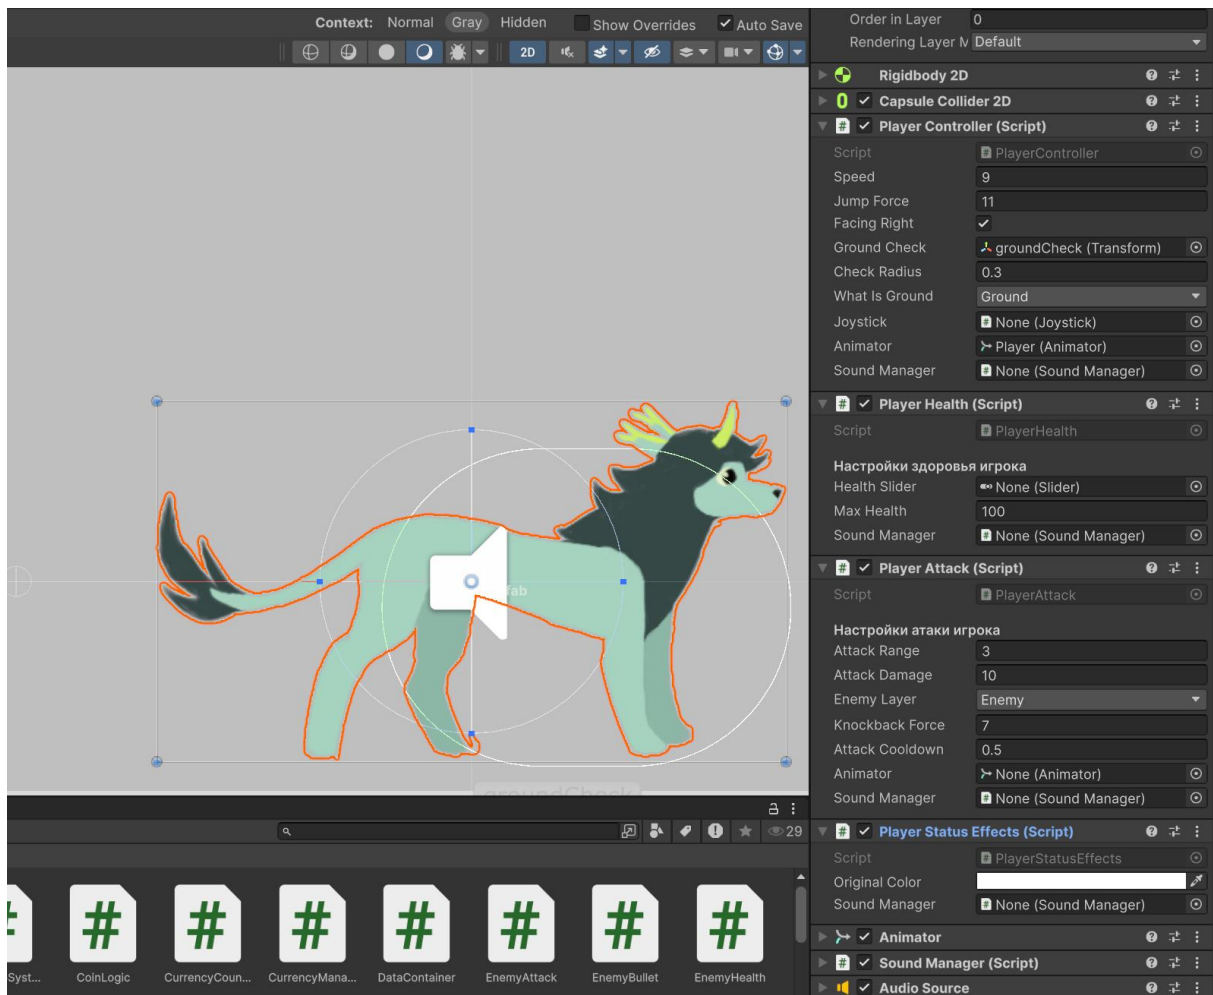 Context: Normal Gray Hidden Show Overrides Auto Save
2D
fab
groundCheck
29
Syst...
CoinLogic
CurrencyCoun...
CurrencyMana...
DataContainer
EnemyAttack
EnemyBullet
EnemyHealth
Order in Layer 0
Rendering Layer M Default
Rigidbody 2D
Capsule Collider 2D
Player Controller (Script)
Script PlayerController
Speed 9
Jump Force 11
Facing Right
Ground Check groundCheck (Transform)
Check Radius 0.3
What Is Ground Ground
Joystick None (Joystick)
Animator Player (Animator)
Sound Manager None (Sound Manager)
Player Health (Script)
Script PlayerHealth
Настройки здоровья игрока
Health Slider None (Slider)
Max Health 100
Sound Manager None (Sound Manager)
Player Attack (Script)
Script PlayerAttack
Настройки атаки игрока
Attack Range 3
Attack Damage 10
Enemy Layer Enemy
Knockback Force 7
Attack Cooldown 0.5
Animator None (Animator)
Sound Manager None (Sound Manager)
Player Status Effects (Script)
Script PlayerStatusEffects
Original Color
Sound Manager None (Sound Manager)
Animator
Sound Manager (Script)
Audio Source